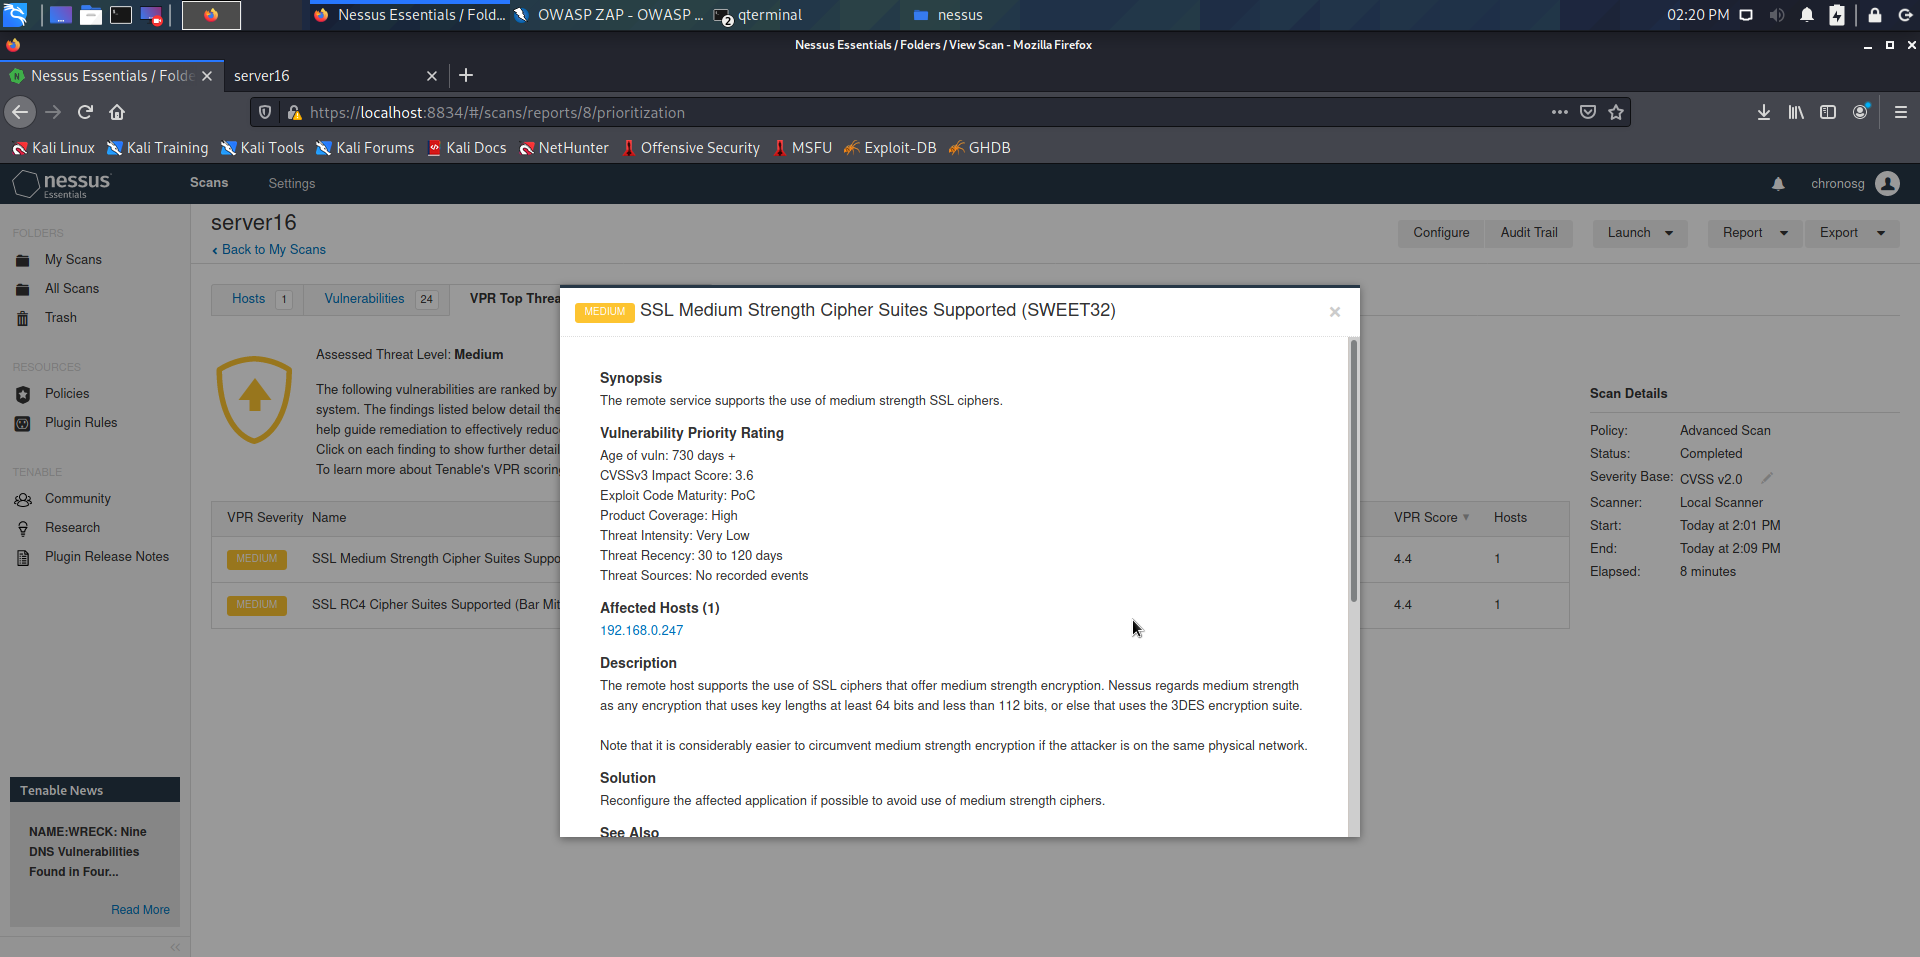 Nessus Essentials / Fold...
OWASP ZAP - OWASP ...
2
qterminal
nessus
02:20 PM
Nessus Essentials / Folders / View Scan - Mozilla Firefox
Nessus Essentials / Folde
server16
https://localhost:8834/#/scans/reports/8/prioritization
Kali Linux
Kali Training
Kali Tools
Kali Forums
Kali Docs
NetHunter
Offensive Security
MSFU
Exploit-DB
GHDB
nessus
Essentials
Scans
Settings
chronosg
FOLDERS
My Scans
All Scans
Trash
RESOURCES
Policies
Plugin Rules
TENABLE
Community
Research
Plugin Release Notes
Tenable News
NAME:WRECK: Nine
DNS Vulnerabilities
Found in Four...
Read More
server16
‹ Back to My Scans
Configure
Audit Trail
Launch
Report
Export
Hosts 1
Vulnerabilities 24
VPR Top Threa
Assessed Threat Level: Medium
The following vulnerabilities are ranked by
system. The findings listed below detail the
help guide remediation to effectively reduc
Click on each finding to show further detail
To learn more about Tenable's VPR scorin
VPR Severity Name VPR Score Hosts
MEDIUM SSL Medium Strength Cipher Suites Suppo 4.4 1
MEDIUM SSL RC4 Cipher Suites Supported (Bar Mit 4.4 1
MEDIUM SSL Medium Strength Cipher Suites Supported (SWEET32) ×
Synopsis
The remote service supports the use of medium strength SSL ciphers.
Vulnerability Priority Rating
Age of vuln: 730 days +
CVSSv3 Impact Score: 3.6
Exploit Code Maturity: PoC
Product Coverage: High
Threat Intensity: Very Low
Threat Recency: 30 to 120 days
Threat Sources: No recorded events
Affected Hosts (1)
192.168.0.247
Description
The remote host supports the use of SSL ciphers that offer medium strength encryption. Nessus regards medium strength
as any encryption that uses key lengths at least 64 bits and less than 112 bits, or else that uses the 3DES encryption suite.
Note that it is considerably easier to circumvent medium strength encryption if the attacker is on the same physical network.
Solution
Reconfigure the affected application if possible to avoid use of medium strength ciphers.
See Also
Scan Details
Policy: Advanced Scan
Status: Completed
Severity Base: CVSS v2.0
Scanner: Local Scanner
Start: Today at 2:01 PM
End: Today at 2:09 PM
Elapsed: 8 minutes